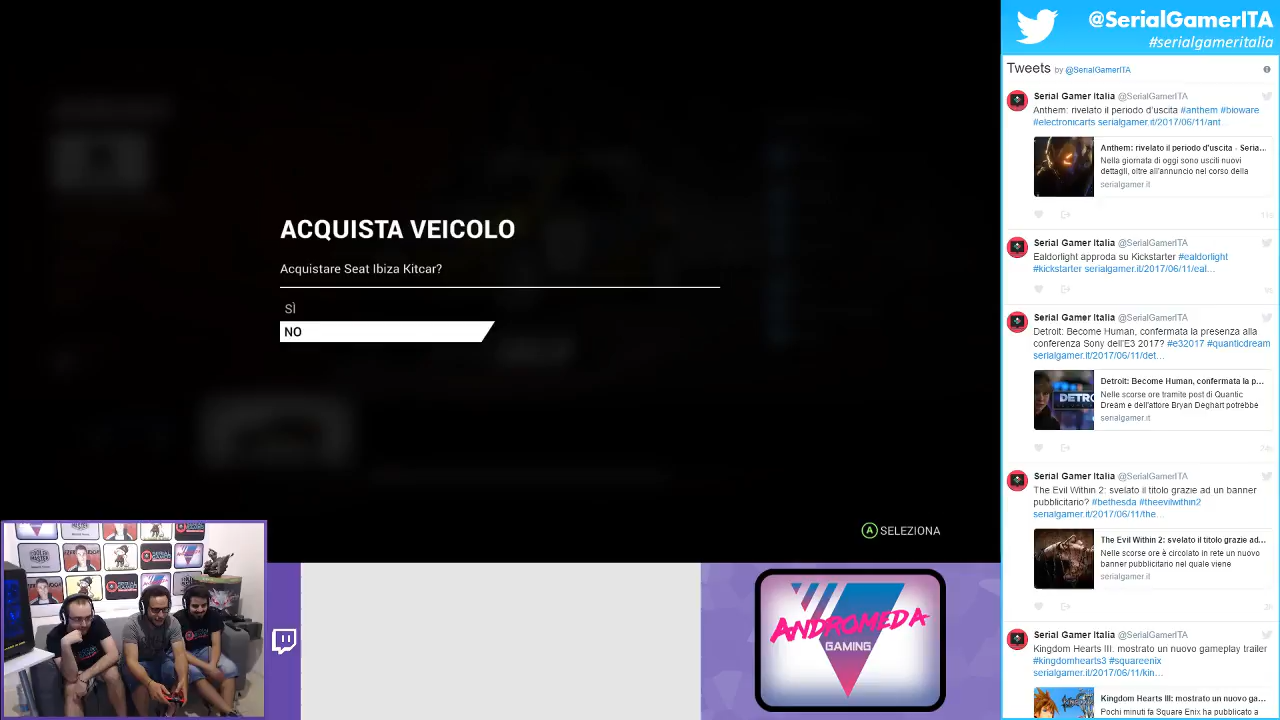 ACQUISTA VEICOLO
Acquistare Seat Ibiza Kitcar?
SÌ
NO
A SELEZIONA
ANDROMEDA
GAMING
@SerialGamerITA
#serialgameritalia
Tweets by @SerialGamerITA
Serial Gamer Italia @SerialGamerITA
Anthem: rivelato il periodo d'uscita #anthem #bioware
#electronicarts serialgamer.it/2017/06/11/ant
Anthem: rivelato il periodo d'uscita - Seria...
Nella giornata di oggi sono usciti nuovi
dettagli, oltre all'annuncio nel corso della
serialgamer.it
Serial Gamer Italia @SerialGamerITA
Ealdorlight approda su Kickstarter #ealdorlight
#kickstarter serialgamer.it/2017/06/11/eal...
Serial Gamer Italia @SerialGamerITA
Detroit: Become Human, confermata la presenza alla
conferenza Sony dell'E3 2017? #e32017 #quanticdream
serialgamer.it/2017/06/11/det...
DETRO
Detroit: Become Human, confermata la p...
Nelle scorse ore tramite post di Quantic
Dream e dell'attore Bryan Deghart potrebbe
serialgamer.it
Serial Gamer Italia @SerialGamerITA
The Evil Within 2: svelato il titolo grazie ad un banner
pubblicitario? #bethesda #theevilwithin2
serialgamer.it/2017/06/11/the...
The Evil Within 2: svelato il titolo grazie ad...
Nelle scorse ore è circolato in rete un nuovo
banner pubblicitario nel quale viene
serialgamer.it
Serial Gamer Italia @SerialGamerITA
Kingdom Hearts III: mostrato un nuovo gameplay trailer
#kingdomhearts3 #squareenix
serialgamer.it/2017/06/11/kin...
Kingdom Hearts III: mostrato un nuovo ga...
Pochi minuti fa Square Enix ha pubblicato a